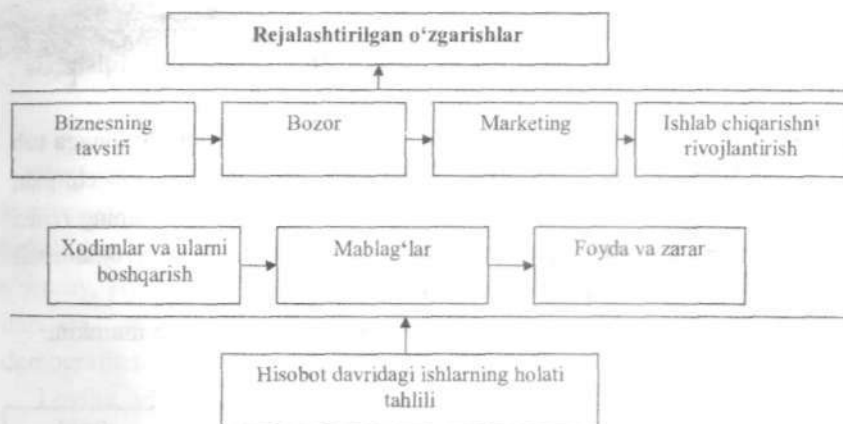 Rejalashtirilgan o‘zgarishlar
Biznesning
tavsifi
Bozor
Marketing
Ishlab chiqarishni
rivojlantirish
Xodimlar va ularni
boshqarish
Mablag‘lar
Foyda va zarar
Hisobot davridagi ishlarning holati
tahlili